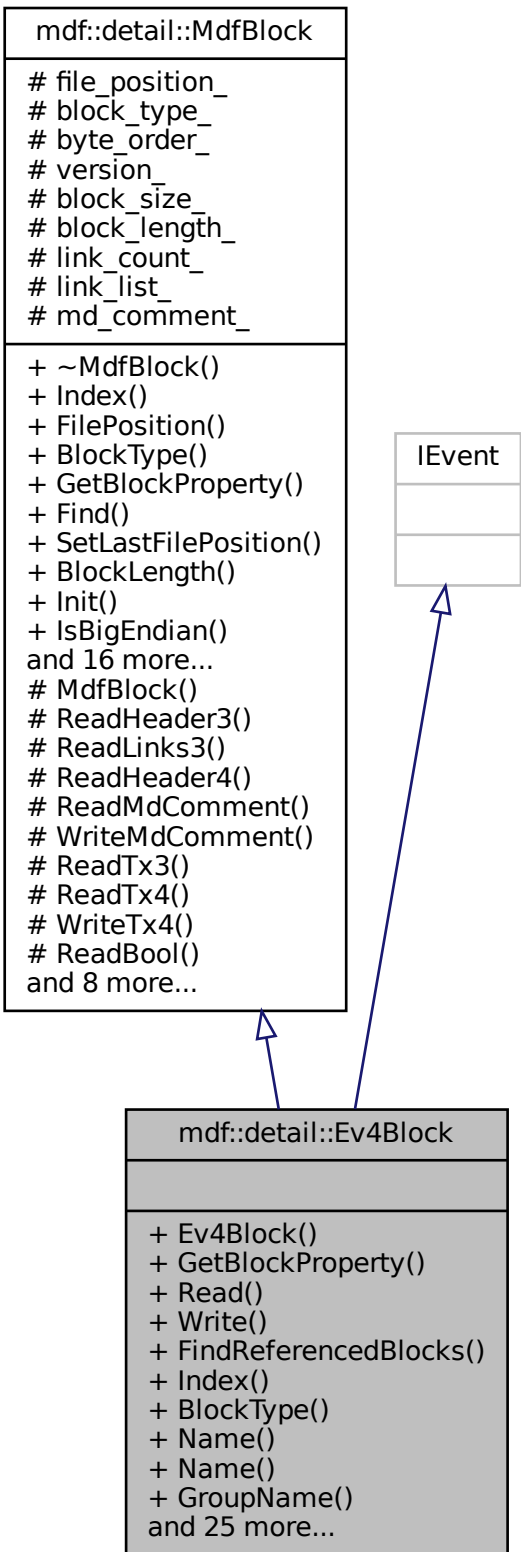 mdf::detail::MdfBlock
# file_position_
# block_type_
# byte_order_
# version_
# block_size_
# block_length_
# link_count_
# link_list_
# md_comment_
+ ~MdfBlock()
+ Index()
+ FilePosition()
+ BlockType()
+ GetBlockProperty()
+ Find()
+ SetLastFilePosition()
+ BlockLength()
+ Init()
+ IsBigEndian()
and 16 more...
# MdfBlock()
# ReadHeader3()
# ReadLinks3()
# ReadHeader4()
# ReadMdComment()
# WriteMdComment()
# ReadTx3()
# ReadTx4()
# WriteTx4()
# ReadBool()
and 8 more...
IEvent
mdf::detail::Ev4Block
+ Ev4Block()
+ GetBlockProperty()
+ Read()
+ Write()
+ FindReferencedBlocks()
+ Index()
+ BlockType()
+ Name()
+ Name()
+ GroupName()
and 25 more...